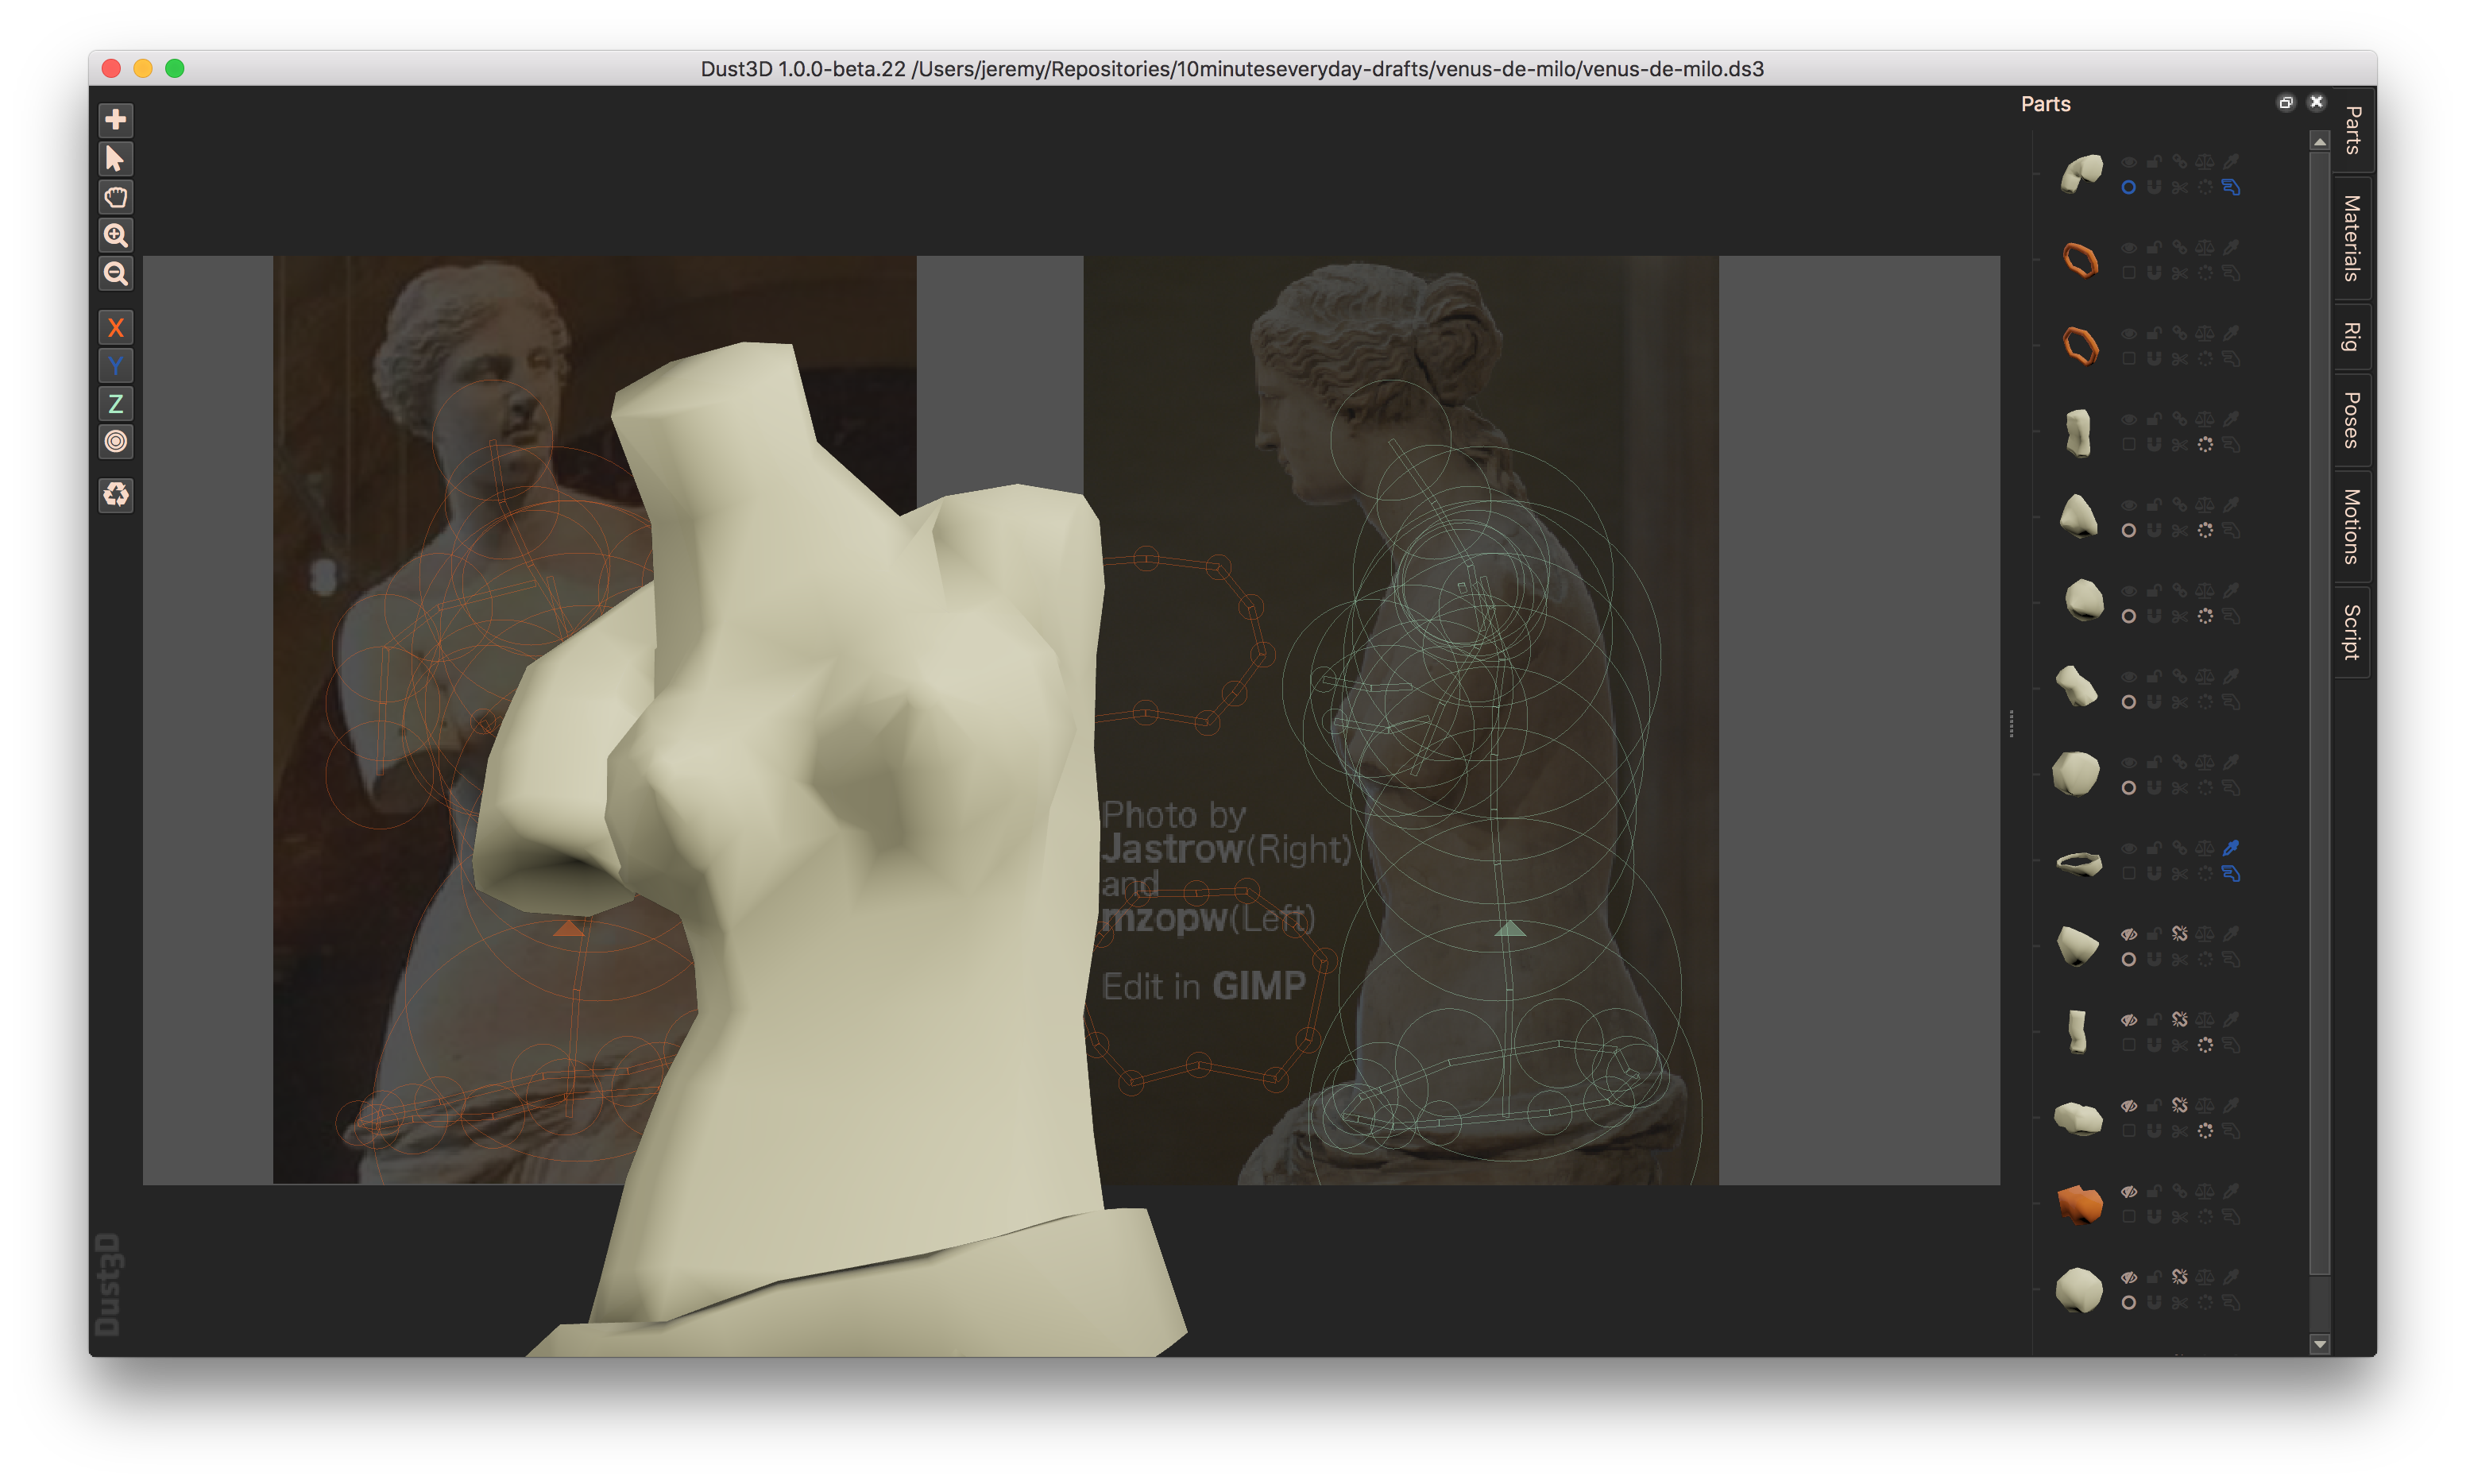 Dust3D 1.0.0-beta.22 /Users/jeremy/Repositories/10minuteseveryday-drafts/venus-de-milo/venus-de-milo.ds3
Parts
X
Y
Z
Photo by
Jastrow(Right)
and
mzopw(Left)
Edit in GIMP
Dust3D
Parts
Materials
Rig
Poses
Motions
Script